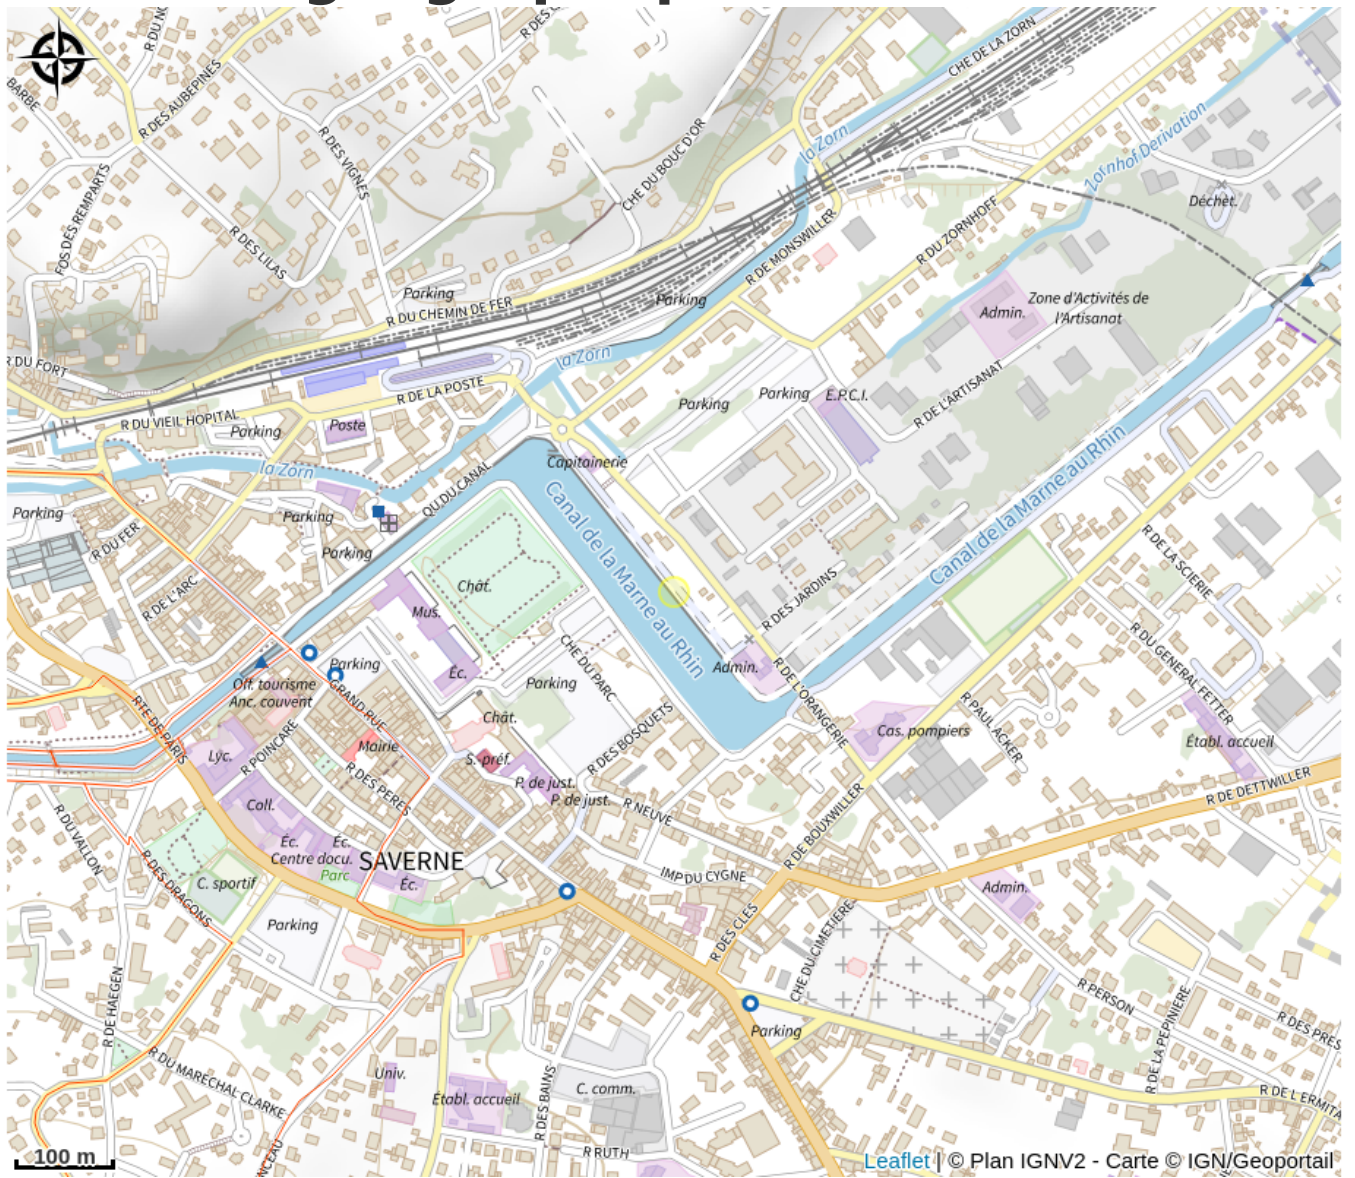 R DES AUBEPINES
BARBE
R DES VIGNES
CHE DE LA ZORN
la Zorn
CHE DU BOUC D'OR
Zornhof Derivation
Déchèt.
FOS DES REMPARTS
R DES LILAS
R DE MONSWILLER
R DU ZORNHOFF
Parking
R DU CHEMIN DE FER
Parking
Admin.
Zone d'Activités de
l'Artisanat
R DU FORT
la Zorn
R DE LA POSTE
Parking
Parking
E.P.C.I.
R DE L'ARTISANAT
R DU VIEIL HOPITAL
Parking
Poste
la Zorn
QU DU CANAL
Capitainerie
Canal de la Marne au Rhin
Canal de la Marne au Rhin
Parking
Parking
R DU FER
Parking
R DE L'ARC
Chât.
Mus.
R DES JARDINS
R DE LA SCIERIE
R DU GENERAL FETTER
Parking
Éc.
CHE DU PARC
Parking
Admin.
R DE L'ORANGERIE
Off. tourisme
Anc. couvent
GRAND RUE
Chât.
RTE DE PARIS
R POINCARE
Mairie
Lyc.
S.-préf.
R DES BOSQUETS
R PAUL ACKER
Cas. pompiers
Établ. accueil
R DES PERES
P. de just.
P. de just.
R NEUVE
R DE DETTWILLER
Coll.
R DU VALLON
Éc.
Éc.
Centre docu.
SAVERNE
Parc
Éc.
R DE BOUXWILLER
IMP DU CYGNE
R DES DRAGONS
C. sportif
Parking
Admin.
R DES CLES
CHE DU CIMETIERE
R DE HAEGEN
R PERSON
R DE LA PEPINIERE
R DES PRES
Parking
R DU MARECHAL CLARKE
Univ.
Établ. accueil
R DES BAINS
C. comm.
R DE L'ERMITA
R RUTH
NCEAU
100 m
Leaflet | © Plan IGNV2 - Carte © IGN/Geoportail